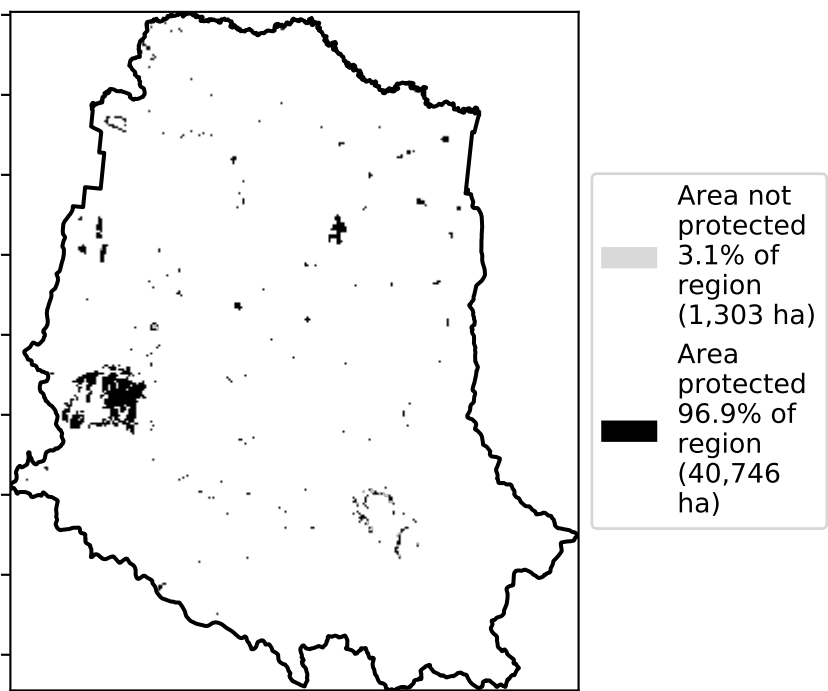 Area not
protected
3.1% of
region
(1,303 ha)
Area
protected
96.9% of
region
(40,746
ha)